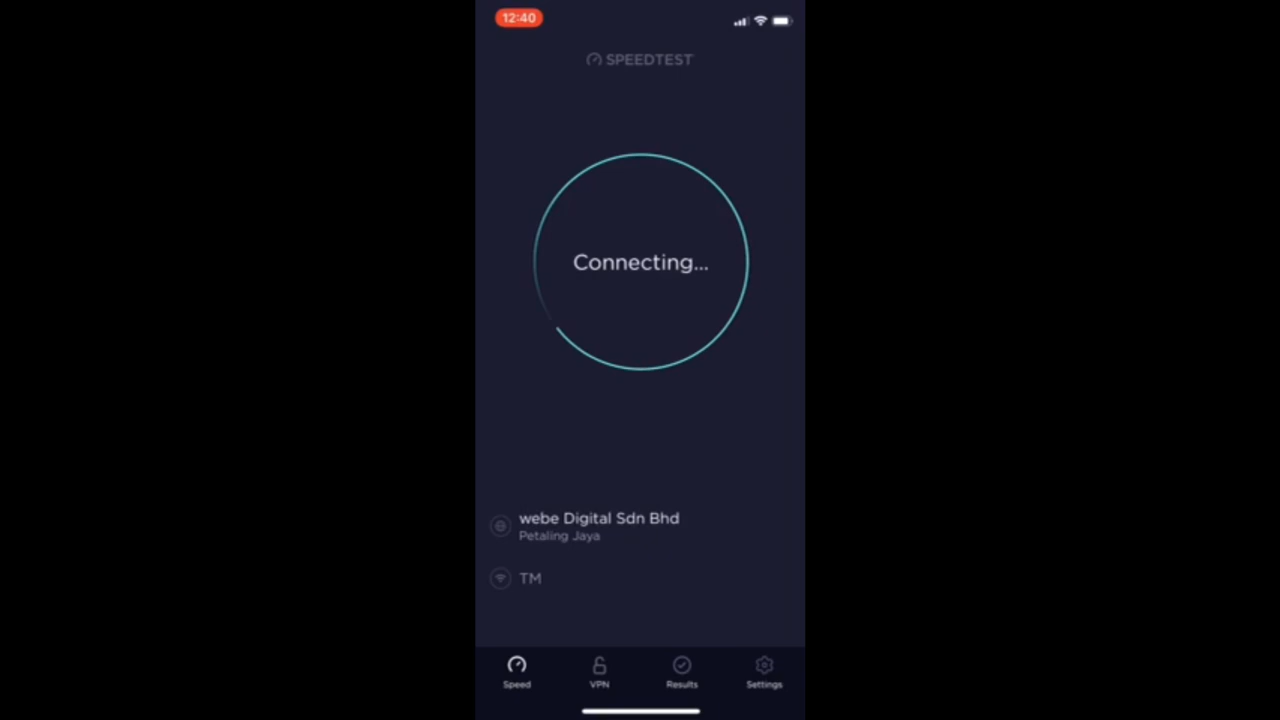 12:40
SPEEDTEST
Connecting...
webe Digital Sdn Bhd
Petaling Jaya
TM
Speed
VPN
Results
Settings